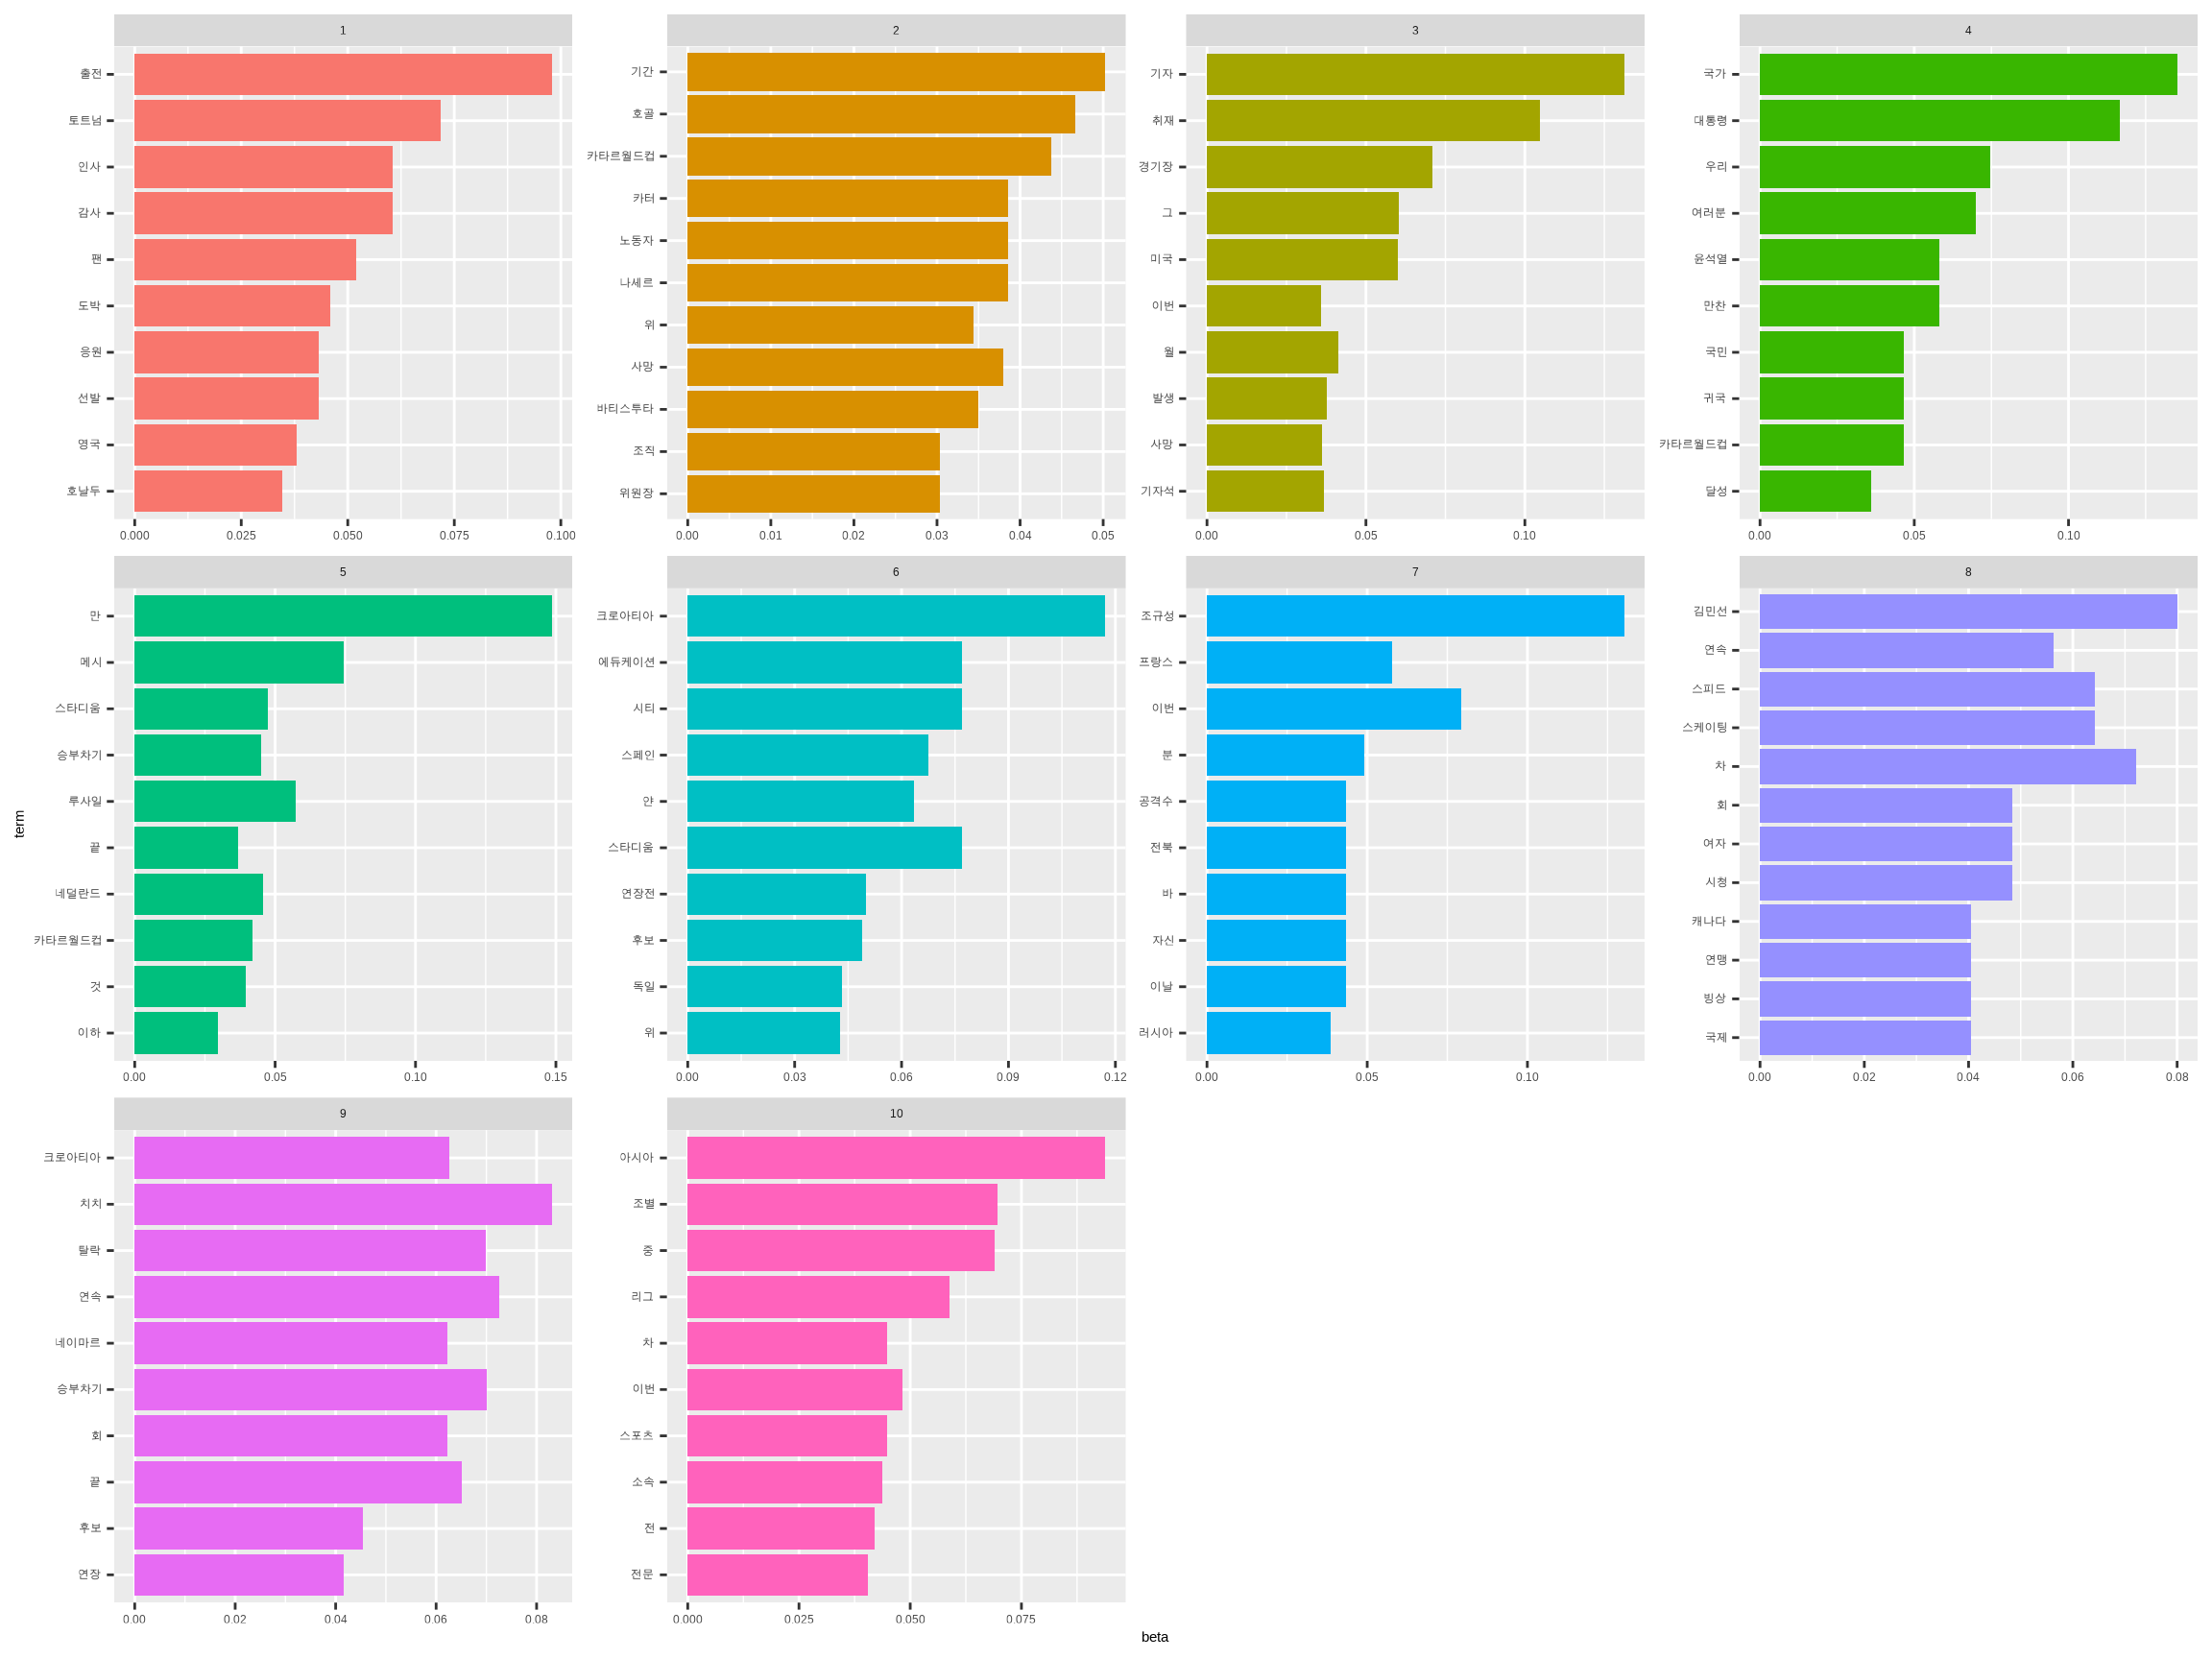 1
출전
토트넘
인사
감사
팬
도박
응원
선발
영국
호날두
0.000 0.025 0.050 0.075 0.100
2
기간
호골
카타르월드컵
카터
노동자
나세르
위
사망
바티스투타
조직
위원장
0.00 0.01 0.02 0.03 0.04 0.05
3
기자
취재
경기장
그
미국
이번
월
발생
사망
기자석
0.00 0.05 0.10
4
국가
대통령
우리
여러분
윤석열
만찬
국민
귀국
카타르월드컵
달성
0.00 0.05 0.10
5
만
메시
스타디움
승부차기
루사일
끝
네덜란드
카타르월드컵
것
이하
0.00 0.05 0.10 0.15
6
크로아티아
에듀케이션
시티
스페인
얀
스타디움
연장전
후보
독일
위
0.00 0.03 0.06 0.09 0.12
7
조규성
프랑스
이번
분
공격수
전북
바
자신
이날
러시아
0.00 0.05 0.10
8
김민선
연속
스피드
스케이팅
차
회
여자
시청
캐나다
연맹
빙상
국제
0.00 0.02 0.04 0.06 0.08
9
크로아티아
치치
탈락
연속
네이마르
승부차기
회
끝
후보
연장
0.00 0.02 0.04 0.06 0.08
10
아시아
조별
중
리그
차
이번
스포츠
소속
전
전문
0.000 0.025 0.050 0.075
term
beta